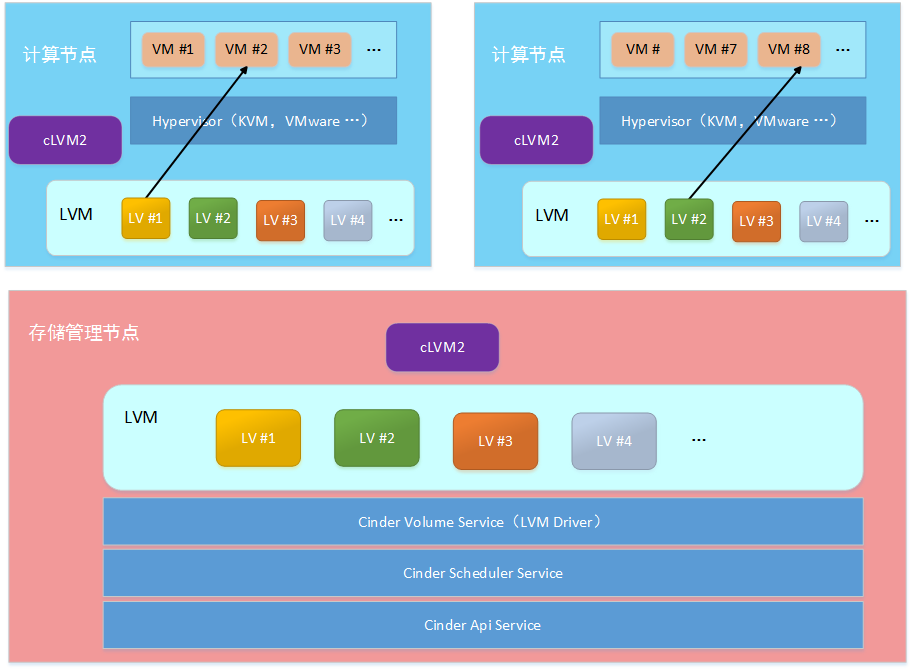 计算节点
VM #1
VM #2
VM #3
…
Hypervisor（KVM，VMware …）
cLVM2
LVM
LV #1
LV #2
LV #3
LV #4
…
计算节点
VM #
VM #7
VM #8
…
Hypervisor（KVM，VMware …）
cLVM2
LVM
LV #1
LV #2
LV #3
LV #4
…
存储管理节点
cLVM2
LVM
LV #1
LV #2
LV #3
LV #4
…
Cinder Volume Service（LVM Driver）
Cinder Scheduler Service
Cinder Api Service